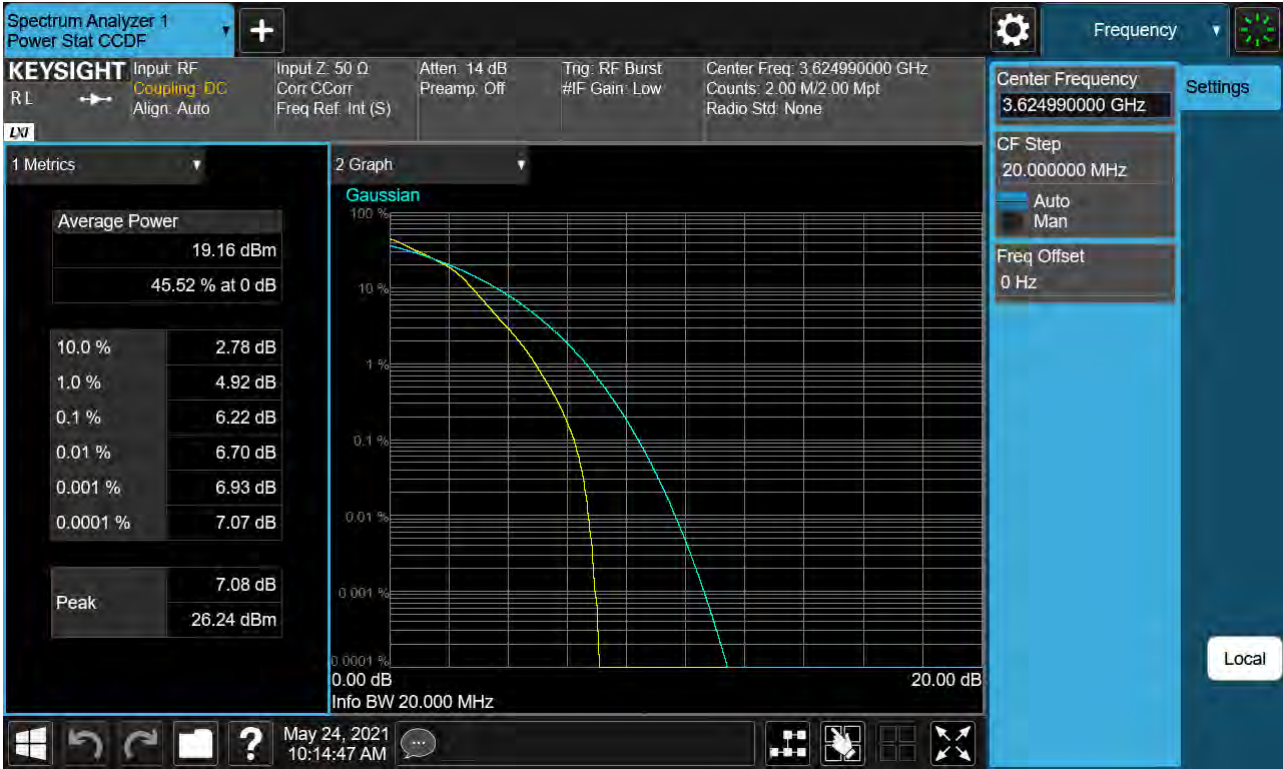 Spectrum Analyzer 1
Power Stat CCDF
Frequency
KEYSIGHT
R L
LXI
Input: RF
Coupling: DC
Align: Auto
Input Z: 50 Ω
Corr CCorr
Freq Ref: Int (S)
Atten: 14 dB
Preamp: Off
Trig: RF Burst
#IF Gain: Low
Center Freq: 3.624990000 GHz
Counts: 2.00 M/2.00 Mpt
Radio Std: None
Center Frequency
3.624990000 GHz
Settings
CF Step
20.000000 MHz
Auto
Man
Freq Offset
0 Hz
Local
1 Metrics
Average Power
19.16 dBm
45.52 % at 0 dB
10.0 % 2.78 dB
1.0 % 4.92 dB
0.1 % 6.22 dB
0.01 % 6.70 dB
0.001 % 6.93 dB
0.0001 % 7.07 dB
Peak
7.08 dB
26.24 dBm
2 Graph
Gaussian
100 %
10 %
1 %
0.1 %
0.01 %
0.001 %
0.0001 %
0.00 dB 20.00 dB
Info BW 20.000 MHz
May 24, 2021
10:14:47 AM